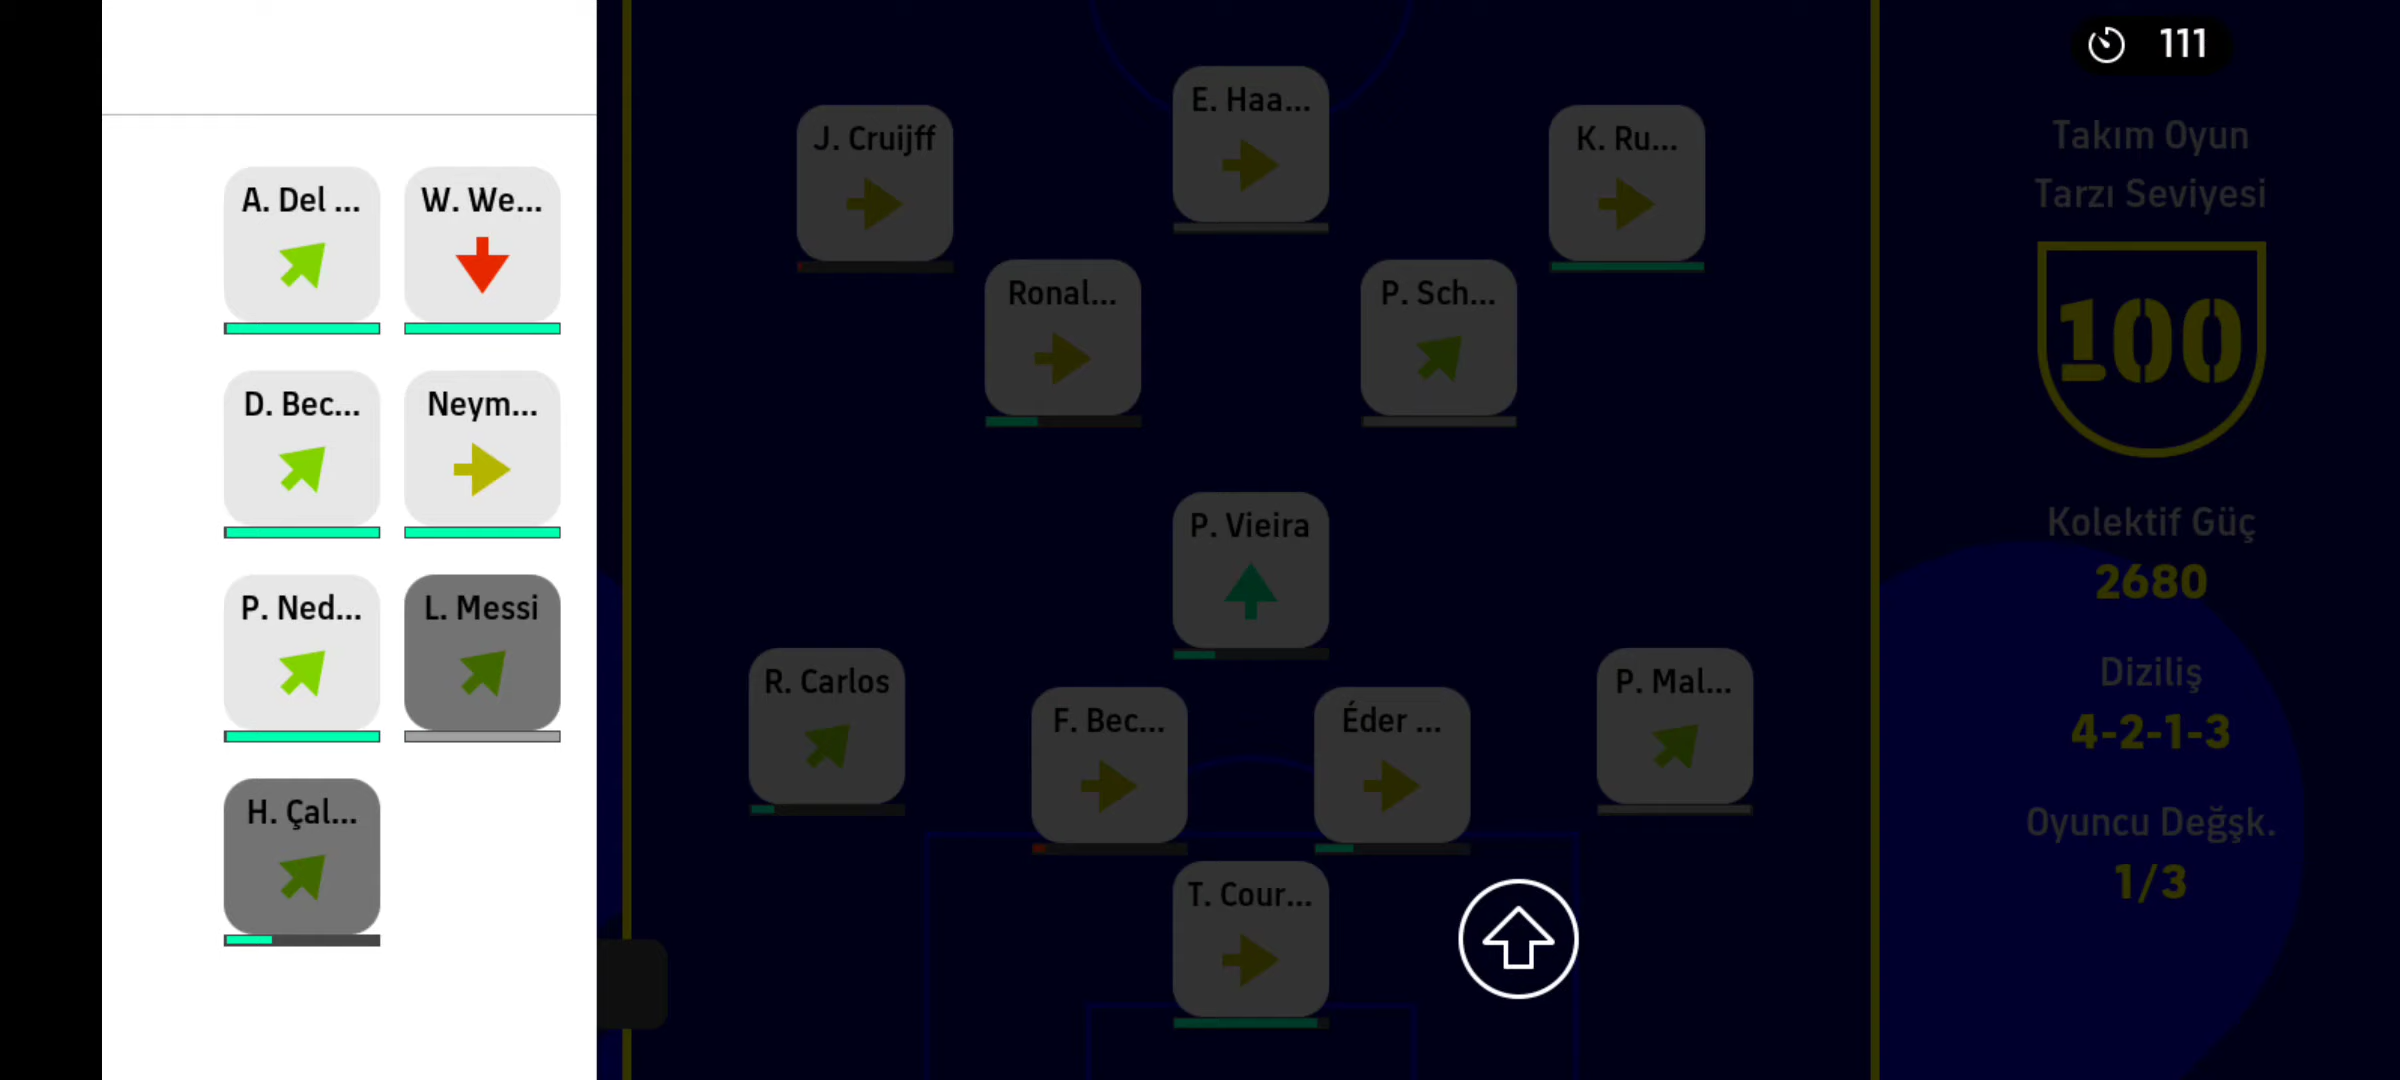 A. Del ...
W. We...
D. Bec...
Neym...
P. Ned...
L. Messi
H. Çal...
E. Haa...
J. Cruijff
K. Ru...
Ronal...
P. Sch...
P. Vieira
R. Carlos
P. Mal...
F. Bec...
Éder ...
T. Cour...
111
Takım Oyun
Tarzı Seviyesi
100
Kolektif Güç
2680
Diziliş
4-2-1-3
Oyuncu Değşk.
1/3